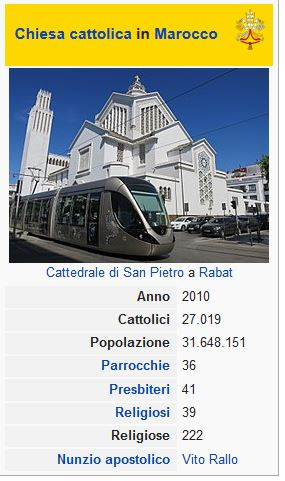 Chiesa cattolica in Marocco
Cattedrale di San Pietro a Rabat
Anno 2010
Cattolici 27.019
Popolazione 31.648.151
Parrocchie 36
Presbiteri 41
Religiosi 39
Religiose 222
Nunzio apostolico Vito Rallo